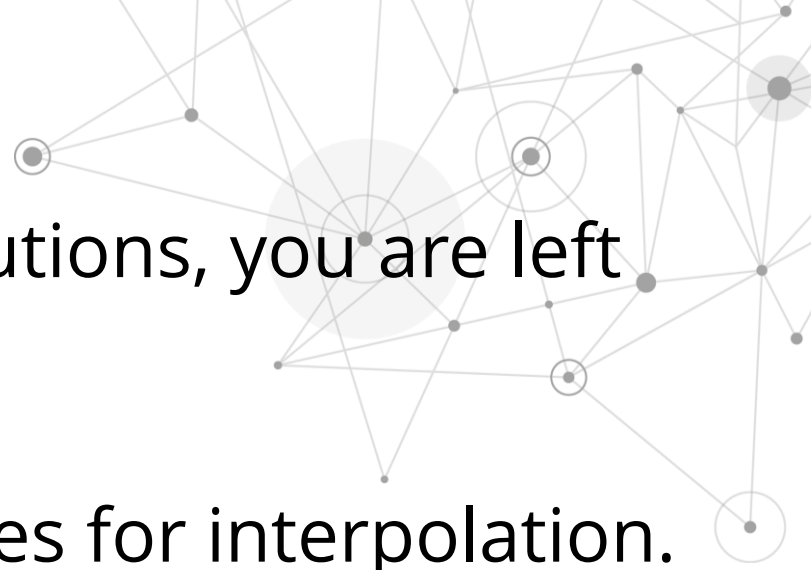 utions, you are left
es for interpolation.